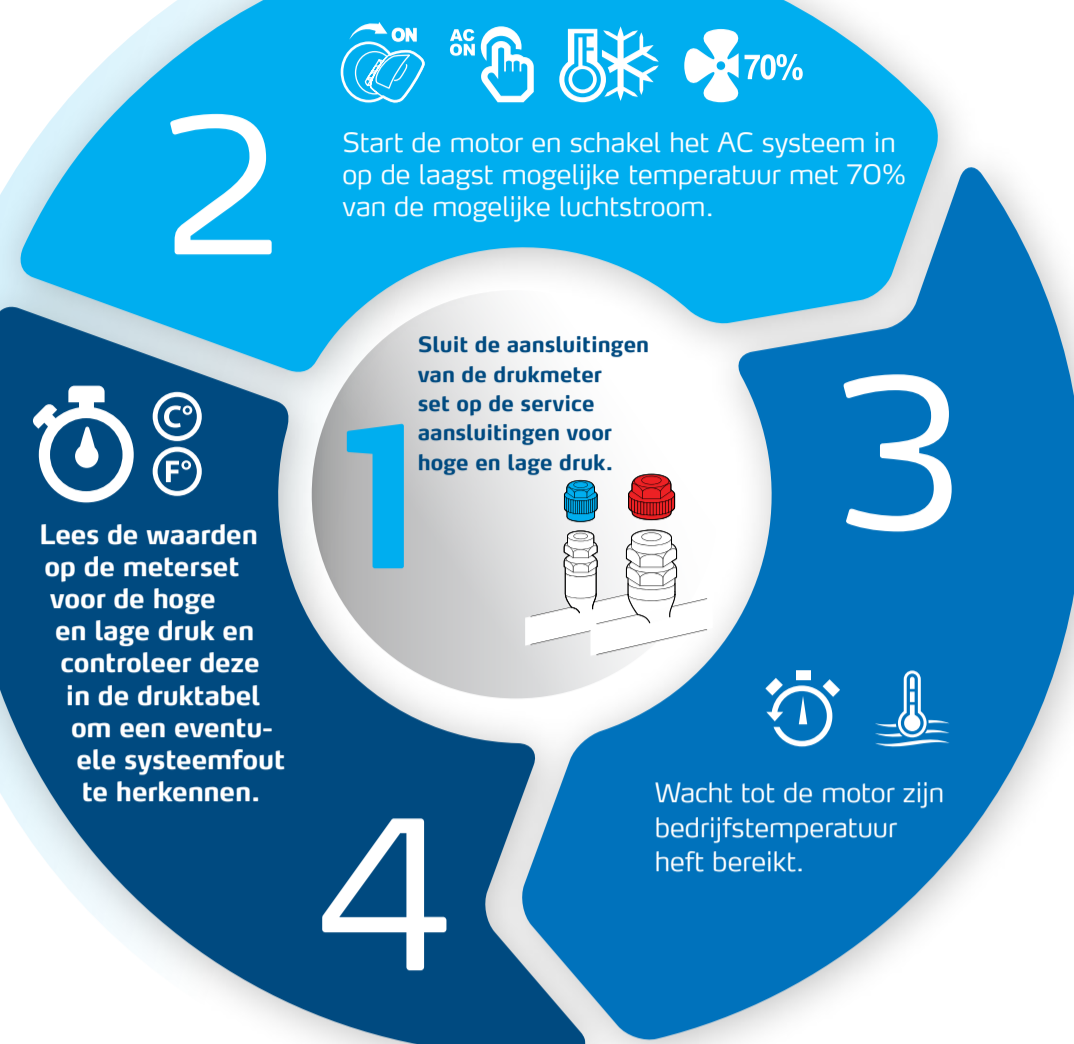 1
Sluit de aansluitingen
van de drukmeter
set op de service
aansluitingen voor
hoge en lage druk.
2
ON
AC
ON
70%
Start de motor en schakel het AC systeem in
op de laagst mogelijke temperatuur met 70%
van de mogelijke luchtstroom.
3
Wacht tot de motor zijn
bedrijfstemperatuur
heft bereikt.
4
C°
F°
Lees de waarden
op de meterset
voor de hoge
en lage druk en
controleer deze
in de druktabel
om een eventu-
ele systeemfout
te herkennen.